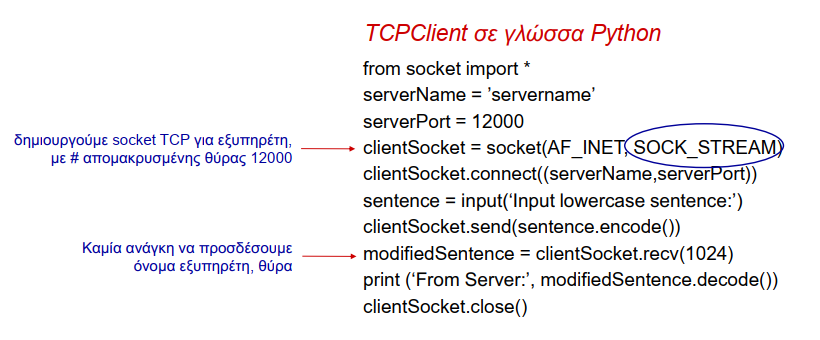 TCPClient σε γλώσσα Python
from socket import *
serverName = ’servername’
serverPort = 12000
δημιουργούμε socket TCP για εξυπηρέτη,
με # απομακρυσμένης θύρας 12000
clientSocket = socket(AF_INET, SOCK_STREAM)
clientSocket.connect((serverName,serverPort))
sentence = input(‘Input lowercase sentence:’)
clientSocket.send(sentence.encode())
Καμία ανάγκη να προσδέσουμε
όνομα εξυπηρέτη, θύρα
modifiedSentence = clientSocket.recv(1024)
print (‘From Server:’, modifiedSentence.decode())
clientSocket.close()